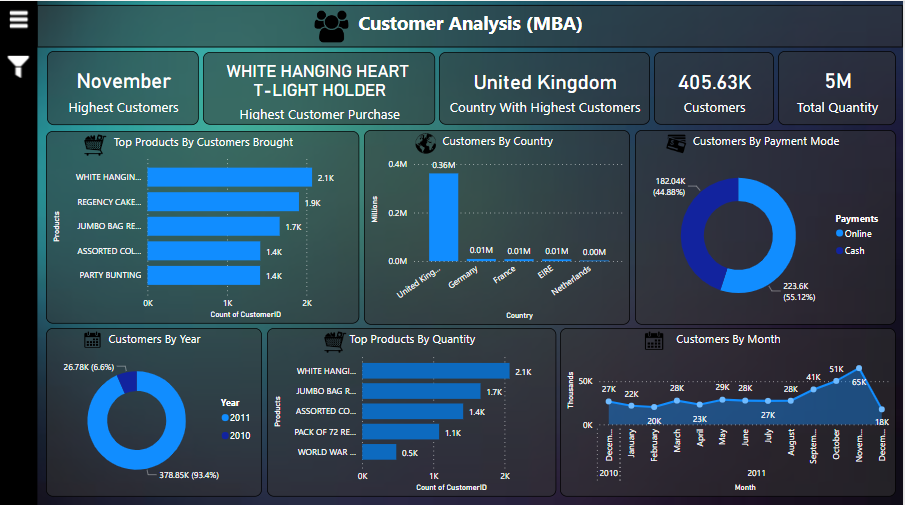 Customer Analysis (MBA)
November
Highest Customers
WHITE HANGING HEART
T-LIGHT HOLDER
Highest Customer Purchase
United Kingdom
Country With Highest Customers
405.63K
Customers
5M
Total Quantity
Top Products By Customers Brought
Products
WHITE HANGIN... 2.1K
REGENCY CAKE... 1.9K
JUMBO BAG RE... 1.7K
ASSORTED COL... 1.4K
PARTY BUNTING 1.4K
0K 1K 2K
Count of CustomerID
Customers By Country
Millions
0.4M
0.2M
0.0M
0.36M 0.01M 0.01M 0.01M 0.00M
United King... Germany France EIRE Netherlands
Country
Customers By Payment Mode
182.04K
(44.88%)
223.6K
(55.12%)
Payments
Online
Cash
Customers By Year
26.78K (6.6%)
378.85K (93.4%)
Year
2011
2010
Top Products By Quantity
Products
WHITE HANGI... 2.1K
JUMBO BAG R... 1.7K
ASSORTED CO... 1.4K
PACK OF 72 RE... 1.1K
WORLD WAR ... 0.5K
0K 1K 2K
Count of CustomerID
Customers By Month
Thousands
50K
0K
27K 22K 20K 28K 23K 29K 28K 27K 28K 41K 51K 65K 18K
Decem... January February March April May June July August Septem... October Novem... Decem...
2010 2011
Month